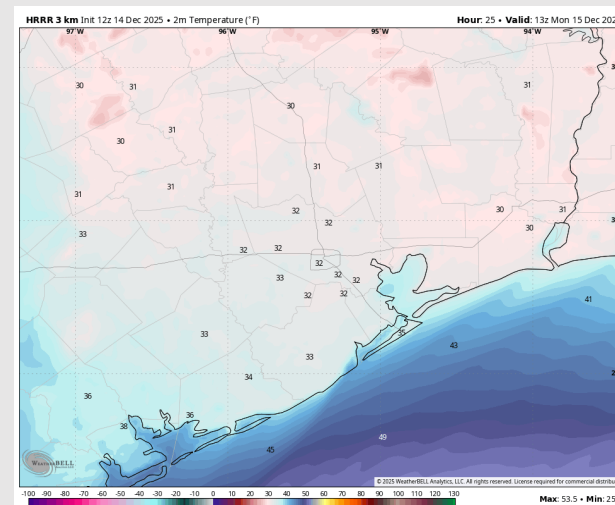 HRRR 3 km Init 12z 14 Dec 2025 • 2m Temperature (°F)
Hour: 25 • Valid: 13z Mon 15 Dec 202
97°W 96°W 95°W 94°W
30 31 31
30
31
30
31 31
31 31
32 30 31
32 30
33
32 32
32
33 32 32
32 32
41
33 35 43
33
34
36
36
38
49
45
WEATHERBELL
© 2025 WeatherBELL Analytics, LLC. All rights reserved. License required for commercial distribu
-100 -90 -80 -70 -60 -50 -40 -30 -20 -10 0 10 20 30 40 50 60 70 80 90 100 110 120 130
Max: 53.5 • Min: 25